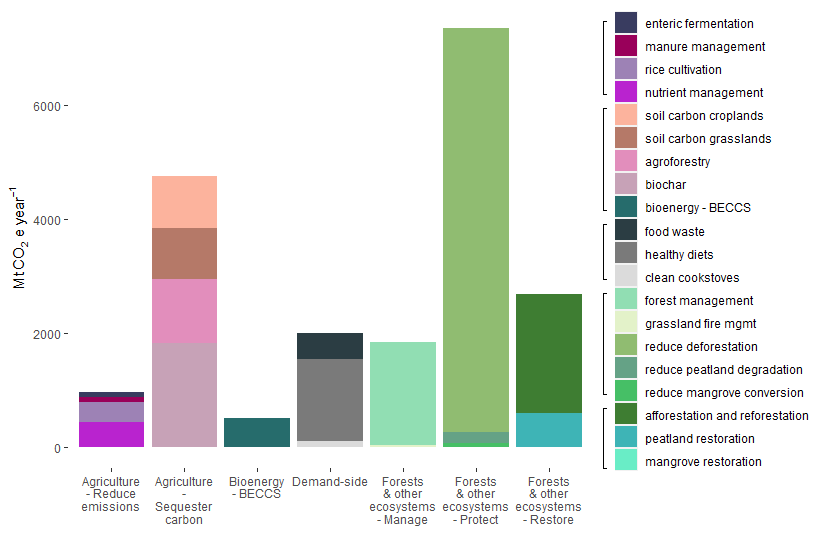 MtCO2 e year−1
6000
4000
2000
0
Agriculture
- Reduce
emissions
Agriculture
-
Sequester
carbon
Bioenergy
- BECCS
Demand-side
Forests
& other
ecosystems
- Manage
Forests
& other
ecosystems
- Protect
Forests
& other
ecosystems
- Restore
enteric fermentation
manure management
rice cultivation
nutrient management
soil carbon croplands
soil carbon grasslands
agroforestry
biochar
bioenergy - BECCS
food waste
healthy diets
clean cookstoves
forest management
grassland fire mgmt
reduce deforestation
reduce peatland degradation
reduce mangrove conversion
afforestation and reforestation
peatland restoration
mangrove restoration